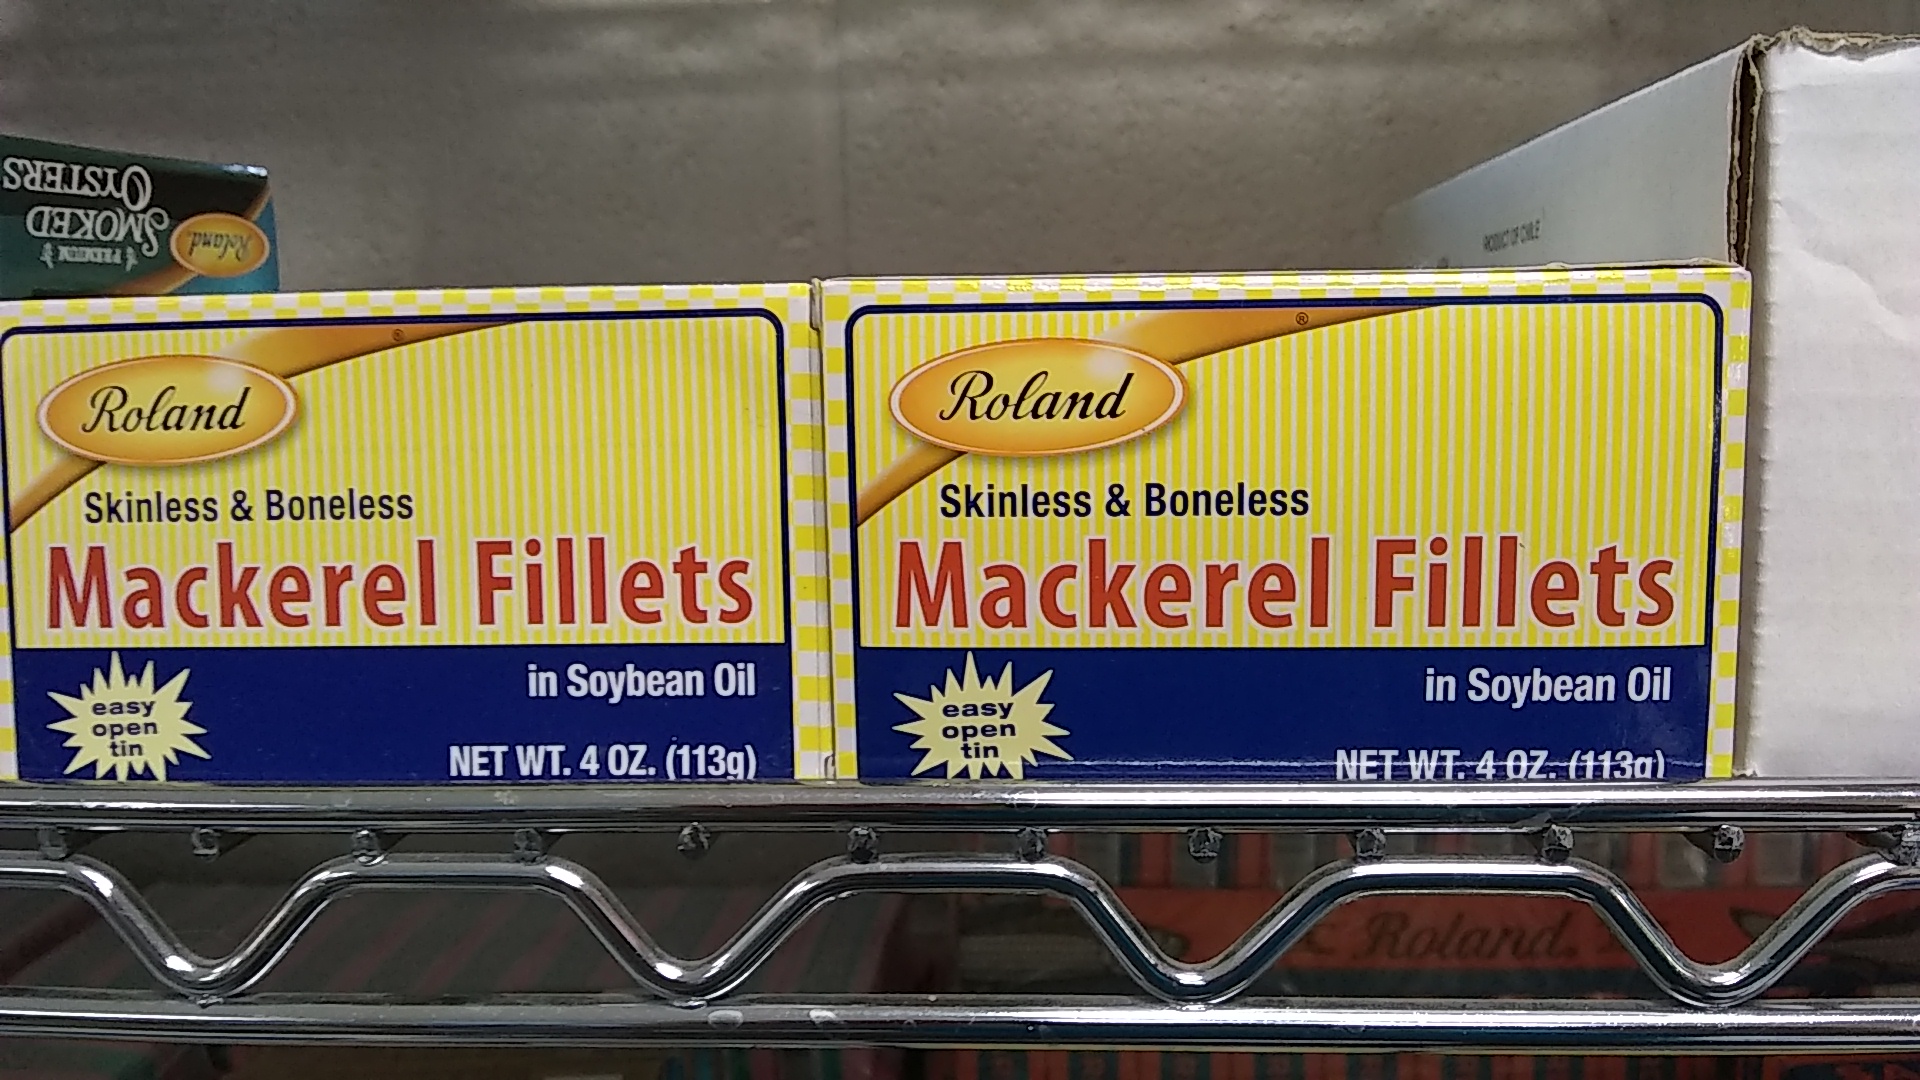 PREMIUM
SMOKED
OYSTERS
Roland
PRODUCT OF CHILE
Roland
®
Skinless & Boneless
Mackerel Fillets
in Soybean Oil
easy
open
tin
NET WT. 4 OZ. (113g)
Roland
®
Skinless & Boneless
Mackerel Fillets
in Soybean Oil
easy
open
tin
NET WT. 4 OZ. (113g)
Roland.